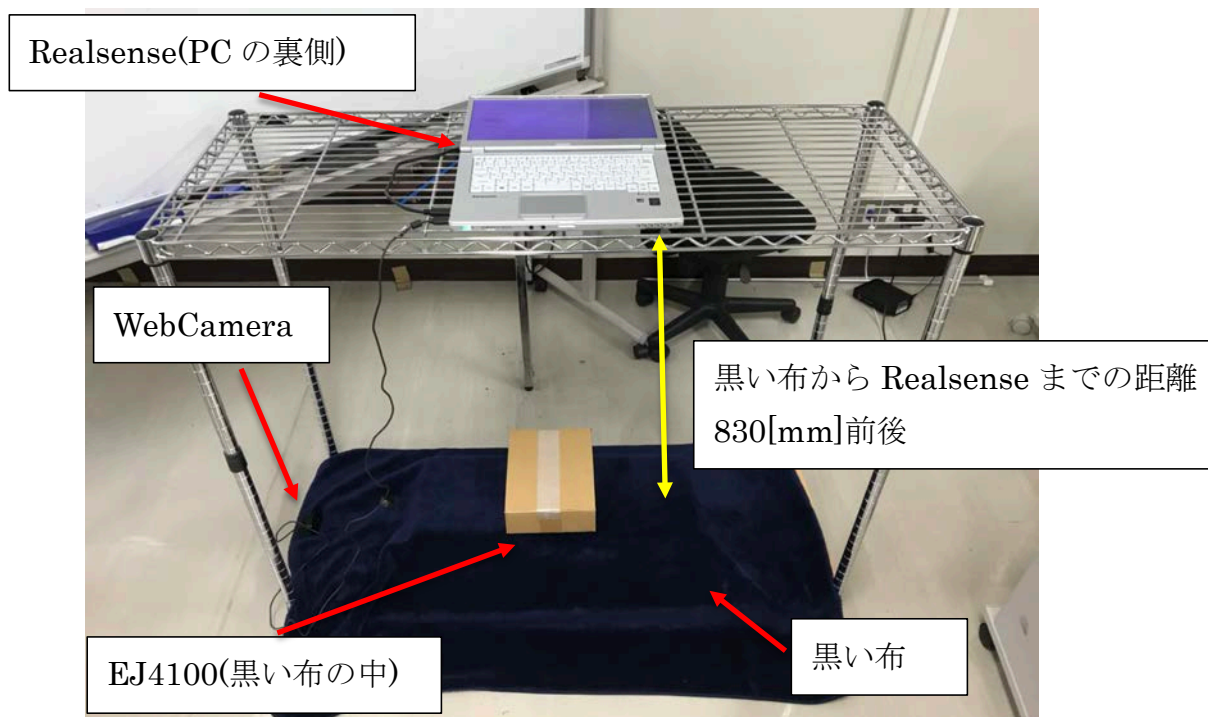 Realsense(PC の裏側)
WebCamera
黒い布から Realsense までの距離
830[mm]前後
EJ4100(黒い布の中)
黒い布